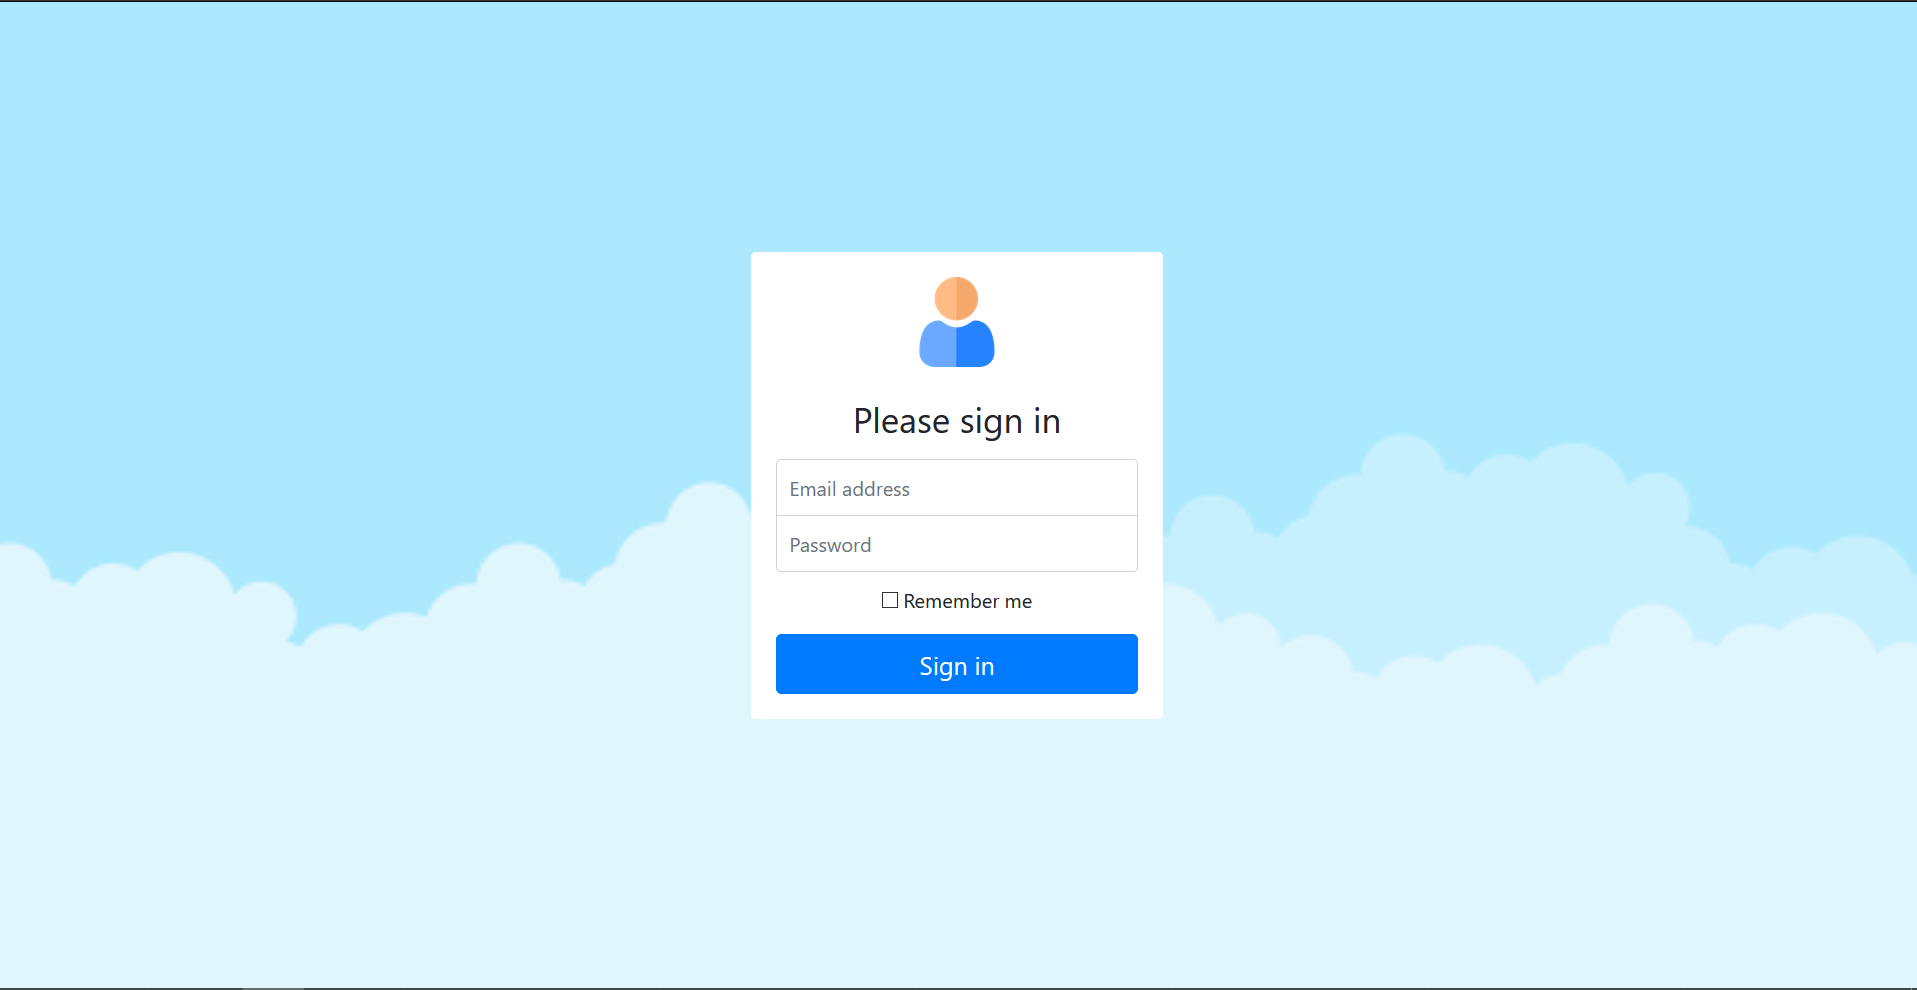 Please sign in
Email address
Password
Remember me
Sign in